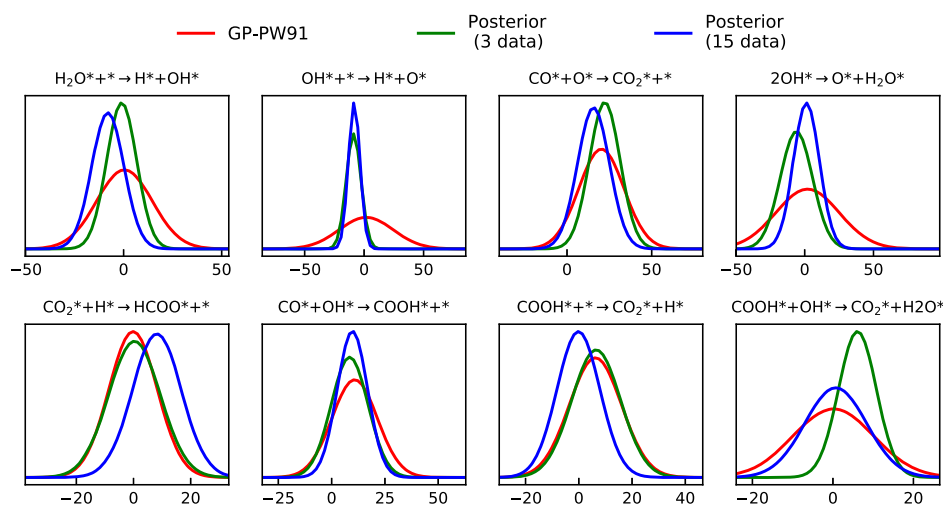 GP-PW91
Posterior
(3 data)
Posterior
(15 data)
H₂O*+* → H*+OH*
OH*+* → H*+O*
CO*+O* → CO₂*+*
2OH* → O*+H₂O*
−50 0 50
0
0 50
−50 0 50
CO₂*+H* → HCOO*+*
CO*+OH* → COOH*+*
COOH*+* → CO₂*+H*
COOH*+OH* → CO₂*+H2O*
−20 0 20
−25 0 25 50
−20 0 20 40
−20 0 20